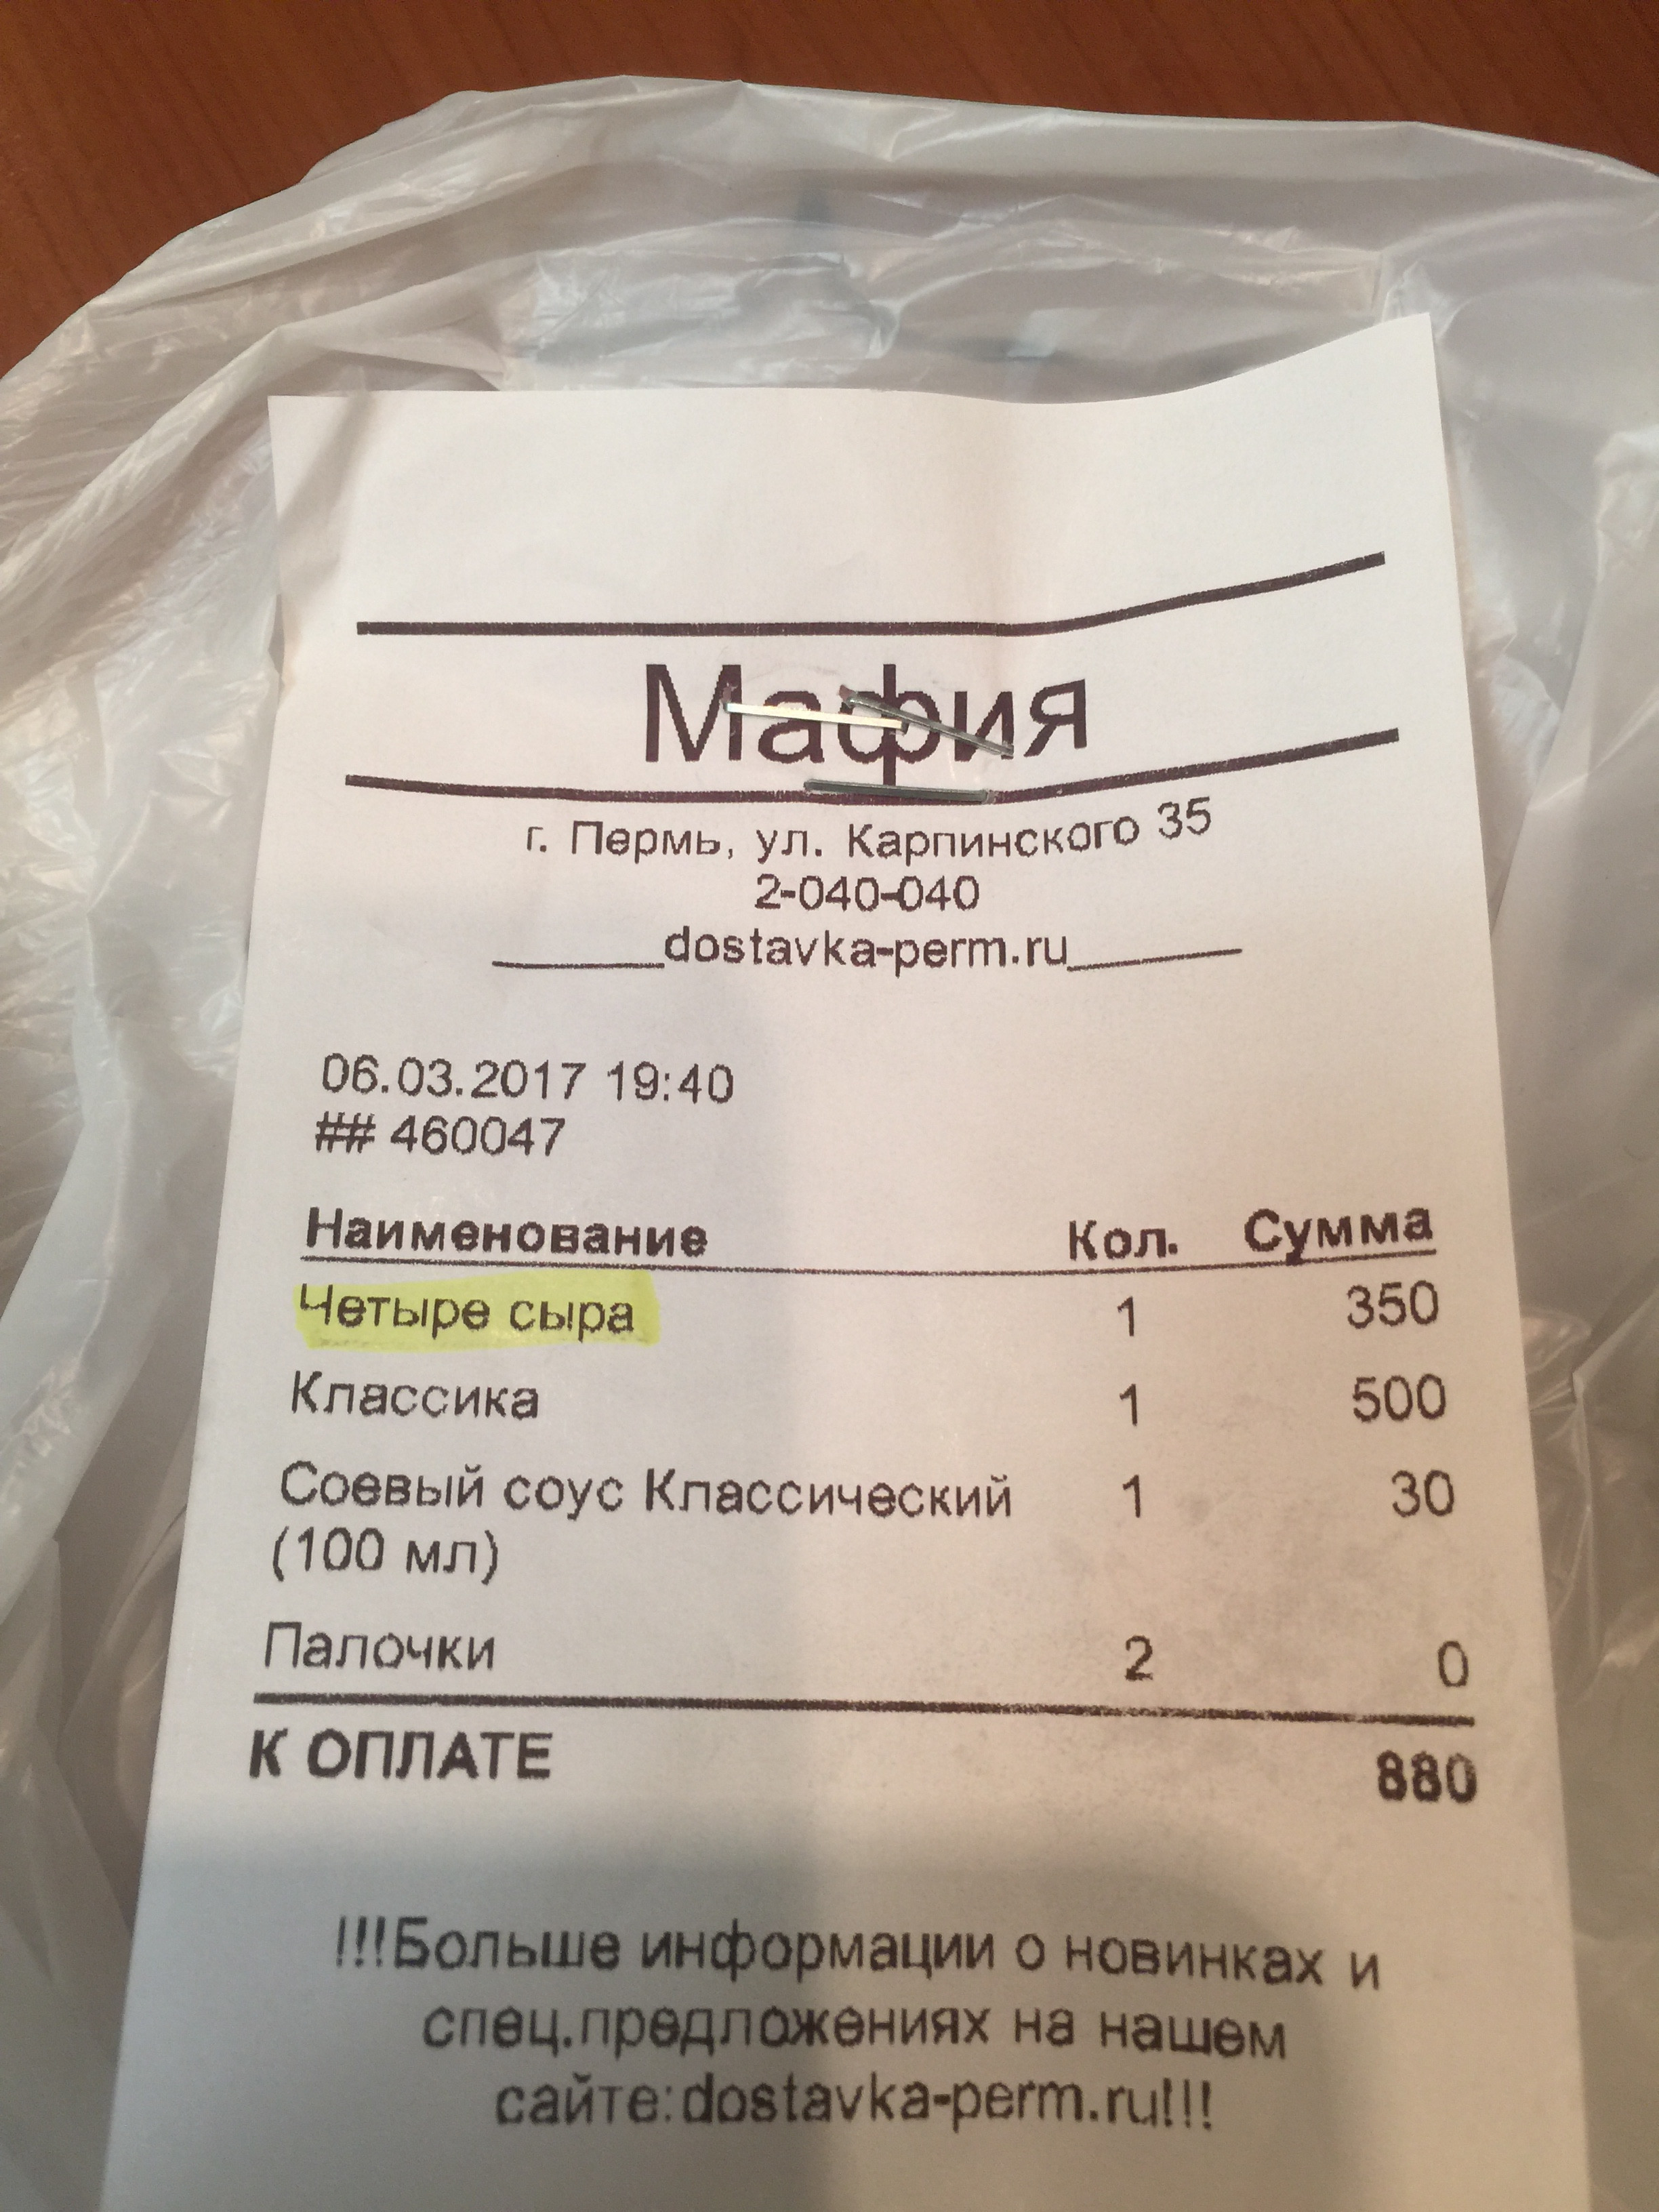 Мафия
г. Пермь, ул. Карпинского 35
2-040-040
______dostavka-perm.ru______
06.03.2017 19:40
## 460047
Наименование Кол. Сумма
Четыре сыра 1 350
Классика 1 500
Соевый соус Классический 1 30
(100 мл)
Палочки 2 0
К ОПЛАТЕ 880
!!!Больше информации о новинках и
спец.предложениях на нашем
сайте:dostavka-perm.ru!!!